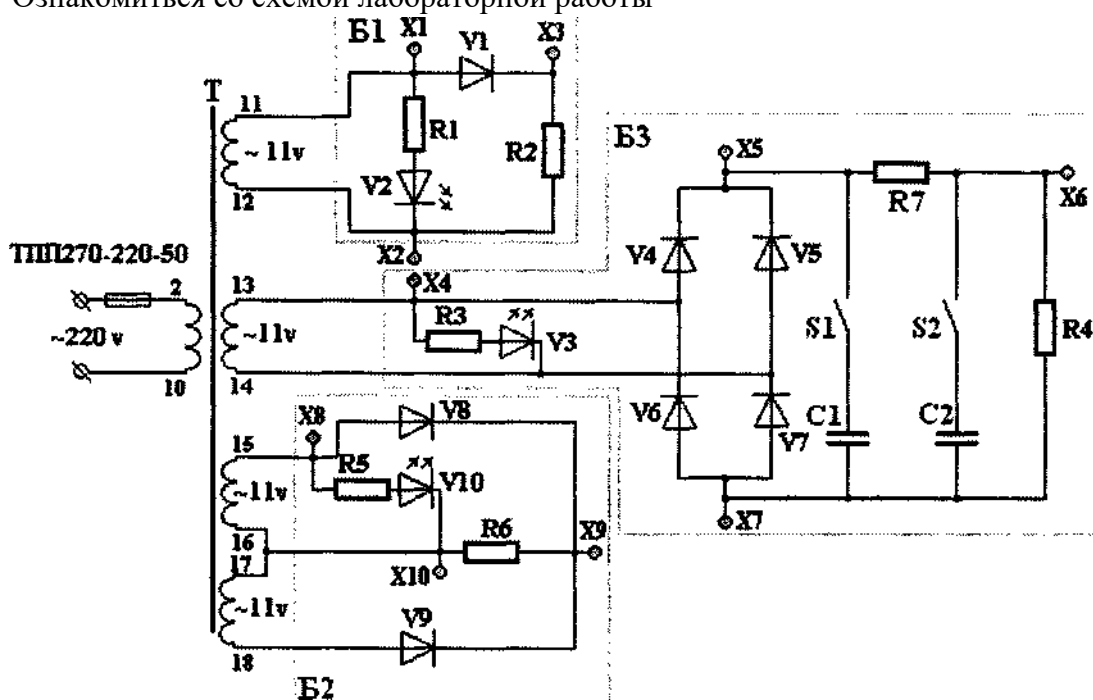 Ознакомиться со схемой лабораторной работы
Б1 X1 V1 X3
T
11
R1
~ 11v
R2
V2
12
X2
Б3
X5
R7
X6
V4 V5
S1 S2
R4
V6
V7
C1 C2
X7
ТПП270-220-50
2
~220 v
10
13
X4
~11v
R3
V3
14
X8
V8
15
R5
V10
~11v
16
R6
X9
17
X10
~11v
V9
18
Б2